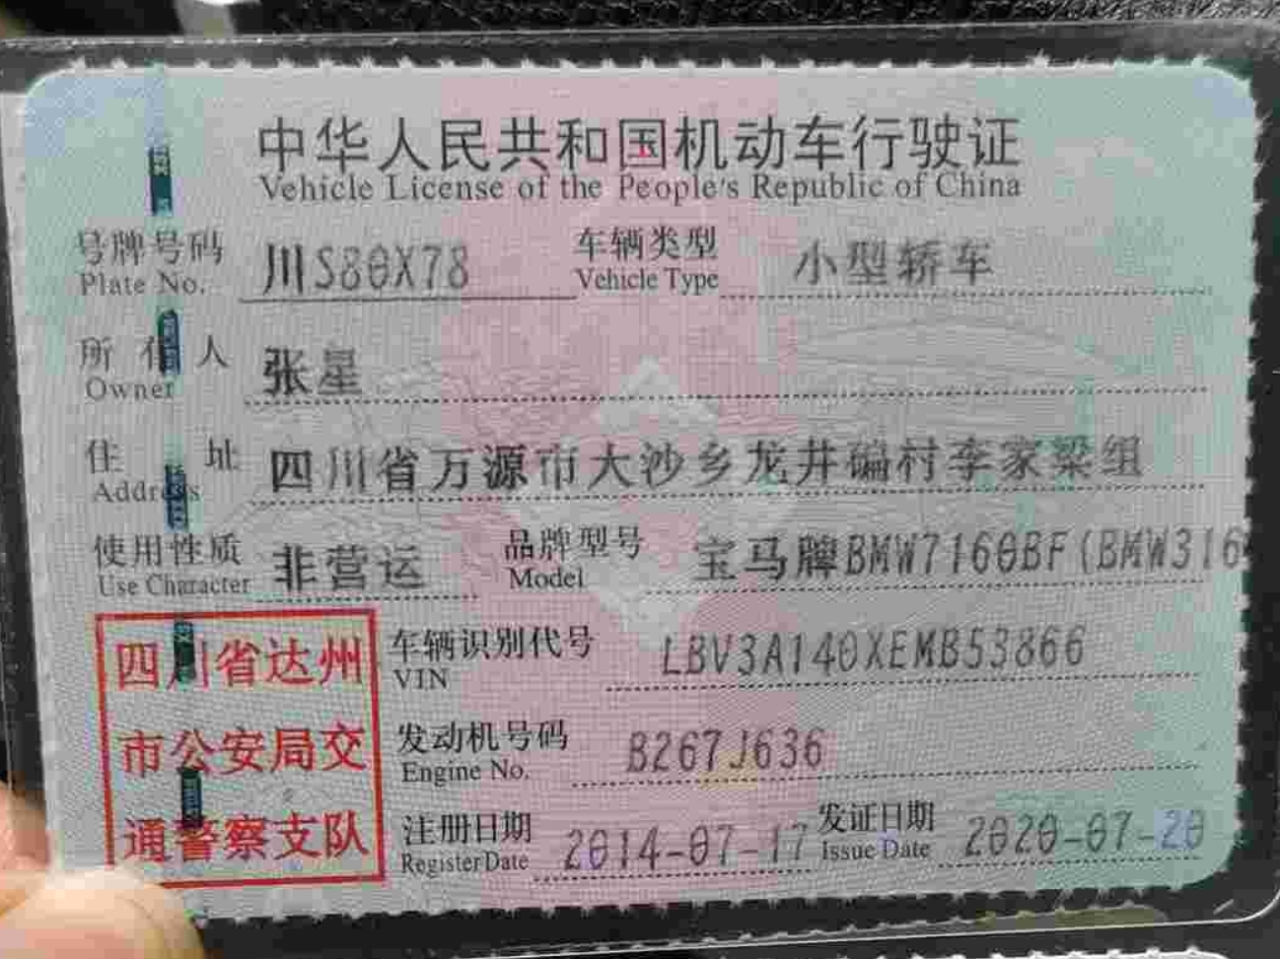 中华人民共和国机动车行驶证
Vehicle License of the People's Republic of China
号牌号码 川S80X78 车辆类型 小型轿车
Plate No. Vehicle Type
所有人 张星
Owner
住址 四川省万源市大沙乡龙井碥村李家梁组
Address
使用性质 非营运 品牌型号 宝马牌BMW7160BF(BMW316
Use Character Model
四川省达州
市公安局交
通警察支队
车辆识别代号 LBV3A140XEMB53866
VIN
发动机号码 B267J636
Engine No.
注册日期 2014-07-17 发证日期 2020-07-20
Register Date Issue Date